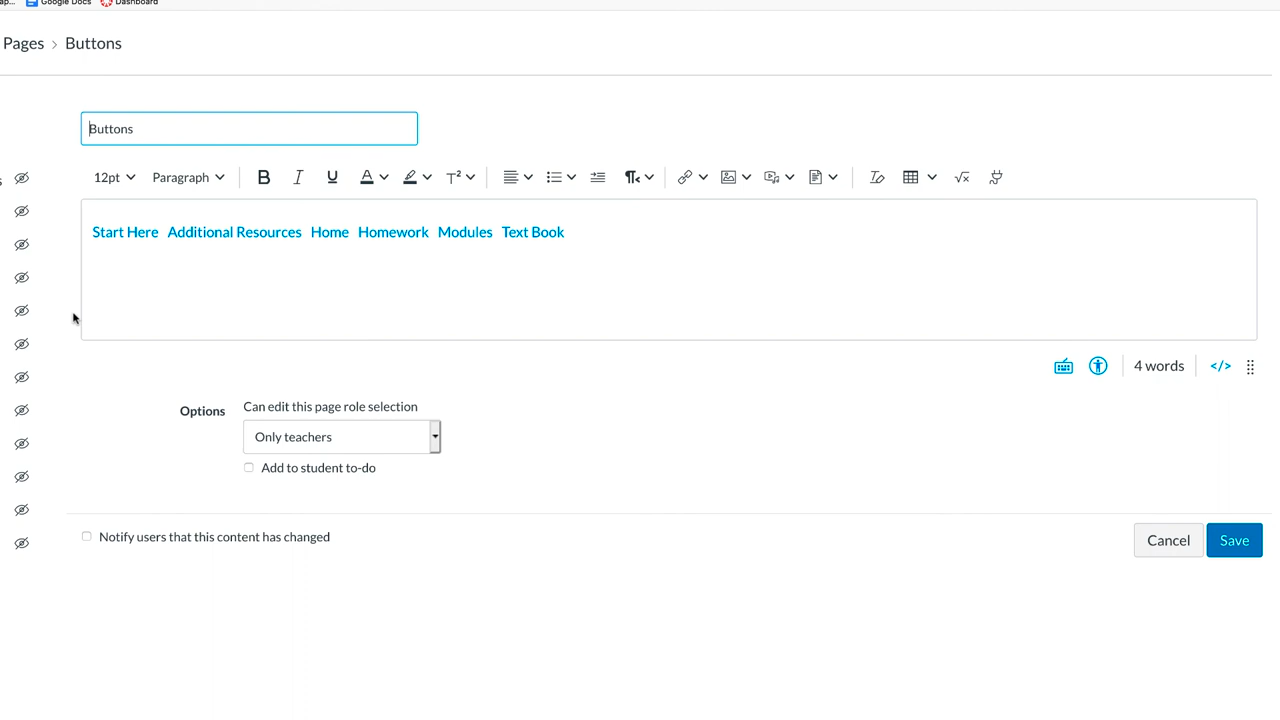 Google Docs Dashboard
Pages > Buttons
Buttons
12pt Paragraph B I U A T²
Start Here Additional Resources Home Homework Modules Text Book
4 words </>
Options Can edit this page role selection
Only teachers
Add to student to-do
Notify users that this content has changed
Cancel Save